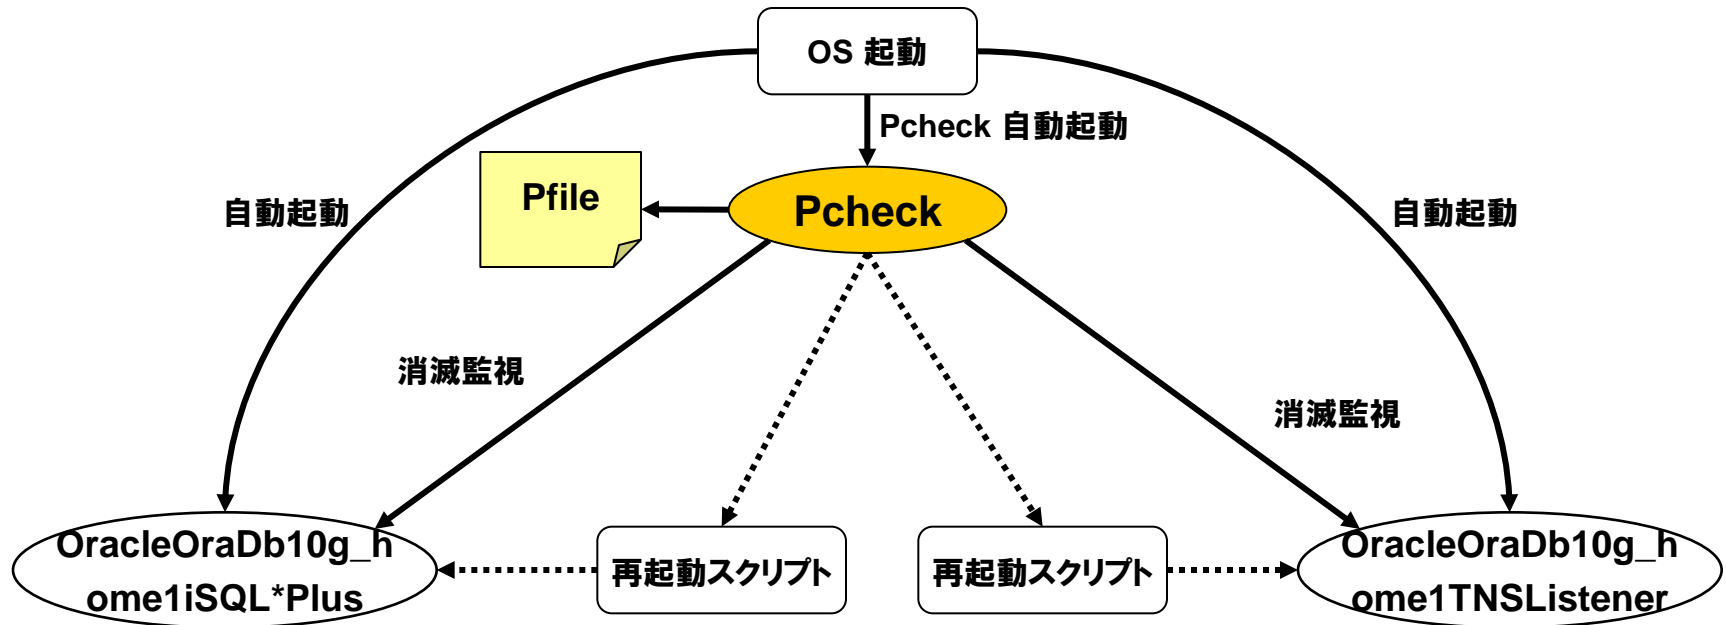 OS 起動
Pcheck 自動起動
Pfile
Pcheck
自動起動
自動起動
消滅監視
消滅監視
OracleOraDb10g_h
ome1iSQL*Plus
再起動スクリプト
再起動スクリプト
OracleOraDb10g_h
ome1TNSListener